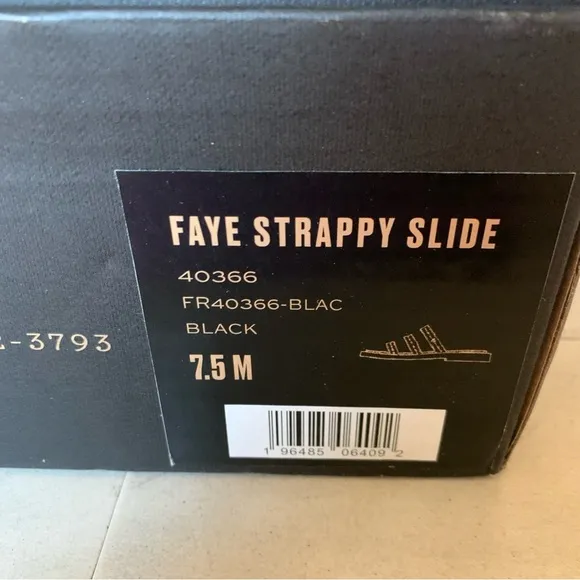 FAYE STRAPPY SLIDE
40366
FR40366-BLAC
BLACK
7.5 M
1 96485 06409 2
-3793